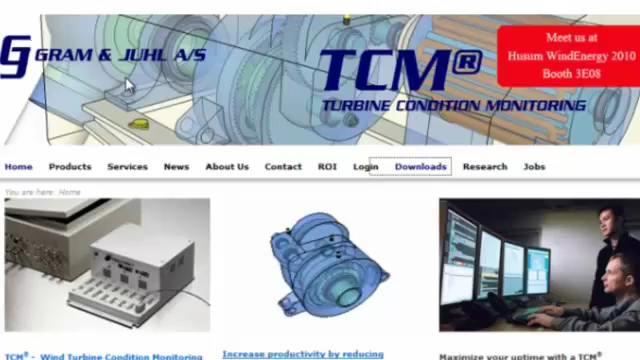 GRAM & JUHL A/S
TCM®
TURBINE CONDITION MONITORING
Meet us at
Husum WindEnergy 2010
Booth 3E08
Home Products Services News About Us Contact ROI Login Downloads Research Jobs
You are here: Home
TCM® - Wind Turbine Condition Monitoring
Increase productivity by reducing
Maximize your uptime with a TCM®